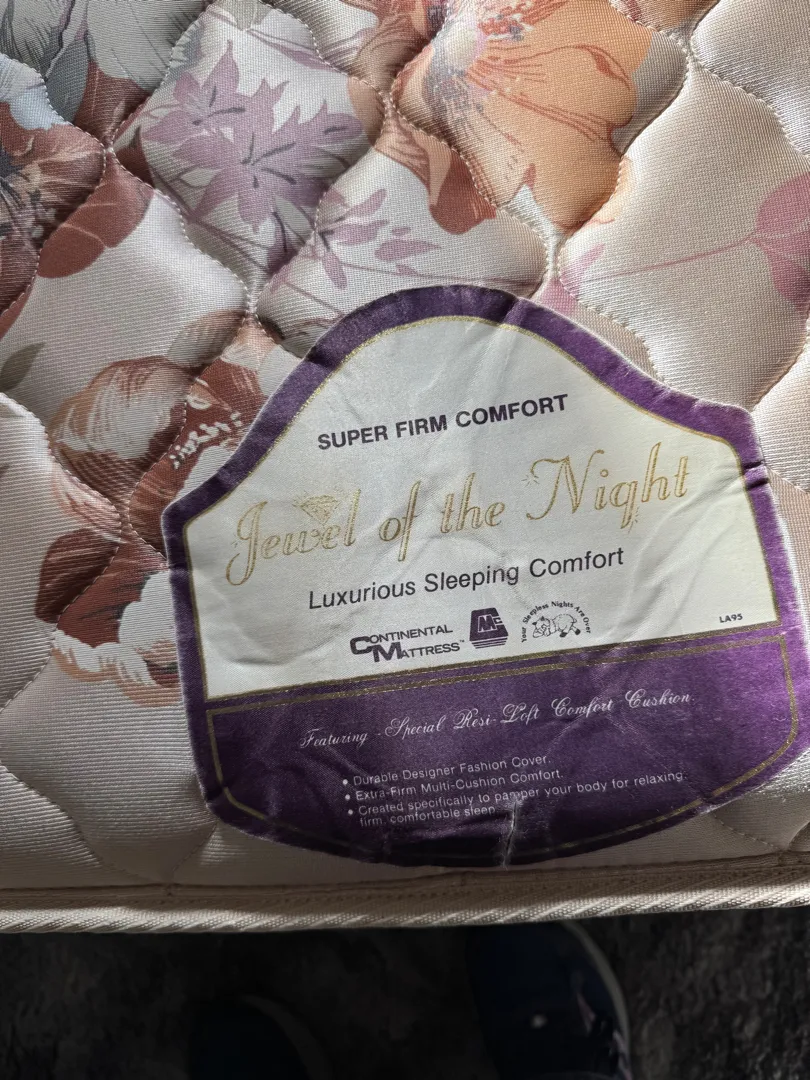 SUPER FIRM COMFORT
Jewel of the Night
Luxurious Sleeping Comfort
CONTINENTAL
MATTRESS™
Your Sleepless Nights Are Over
LA95
Featuring - Special Resi-Loft Comfort Cushion.
• Durable Designer Fashion Cover.
• Extra-Firm Multi-Cushion Comfort.
• Created specifically to pamper your body for relaxing,
firm, comfortable sleep.